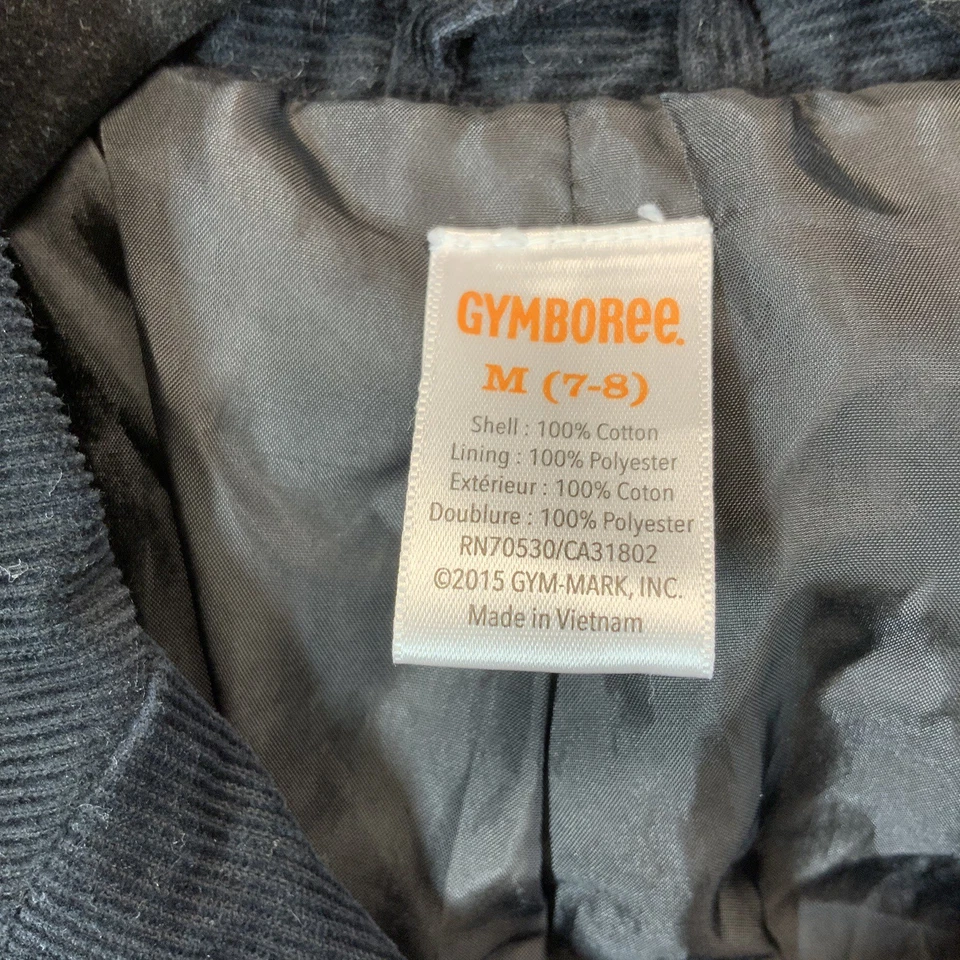 GYMBOREE.
M (7-8)
Shell : 100% Cotton
Lining : 100% Polyester
Extérieur : 100% Coton
Doublure : 100% Polyester
RN70530/CA31802
©2015 GYM-MARK, INC.
Made in Vietnam